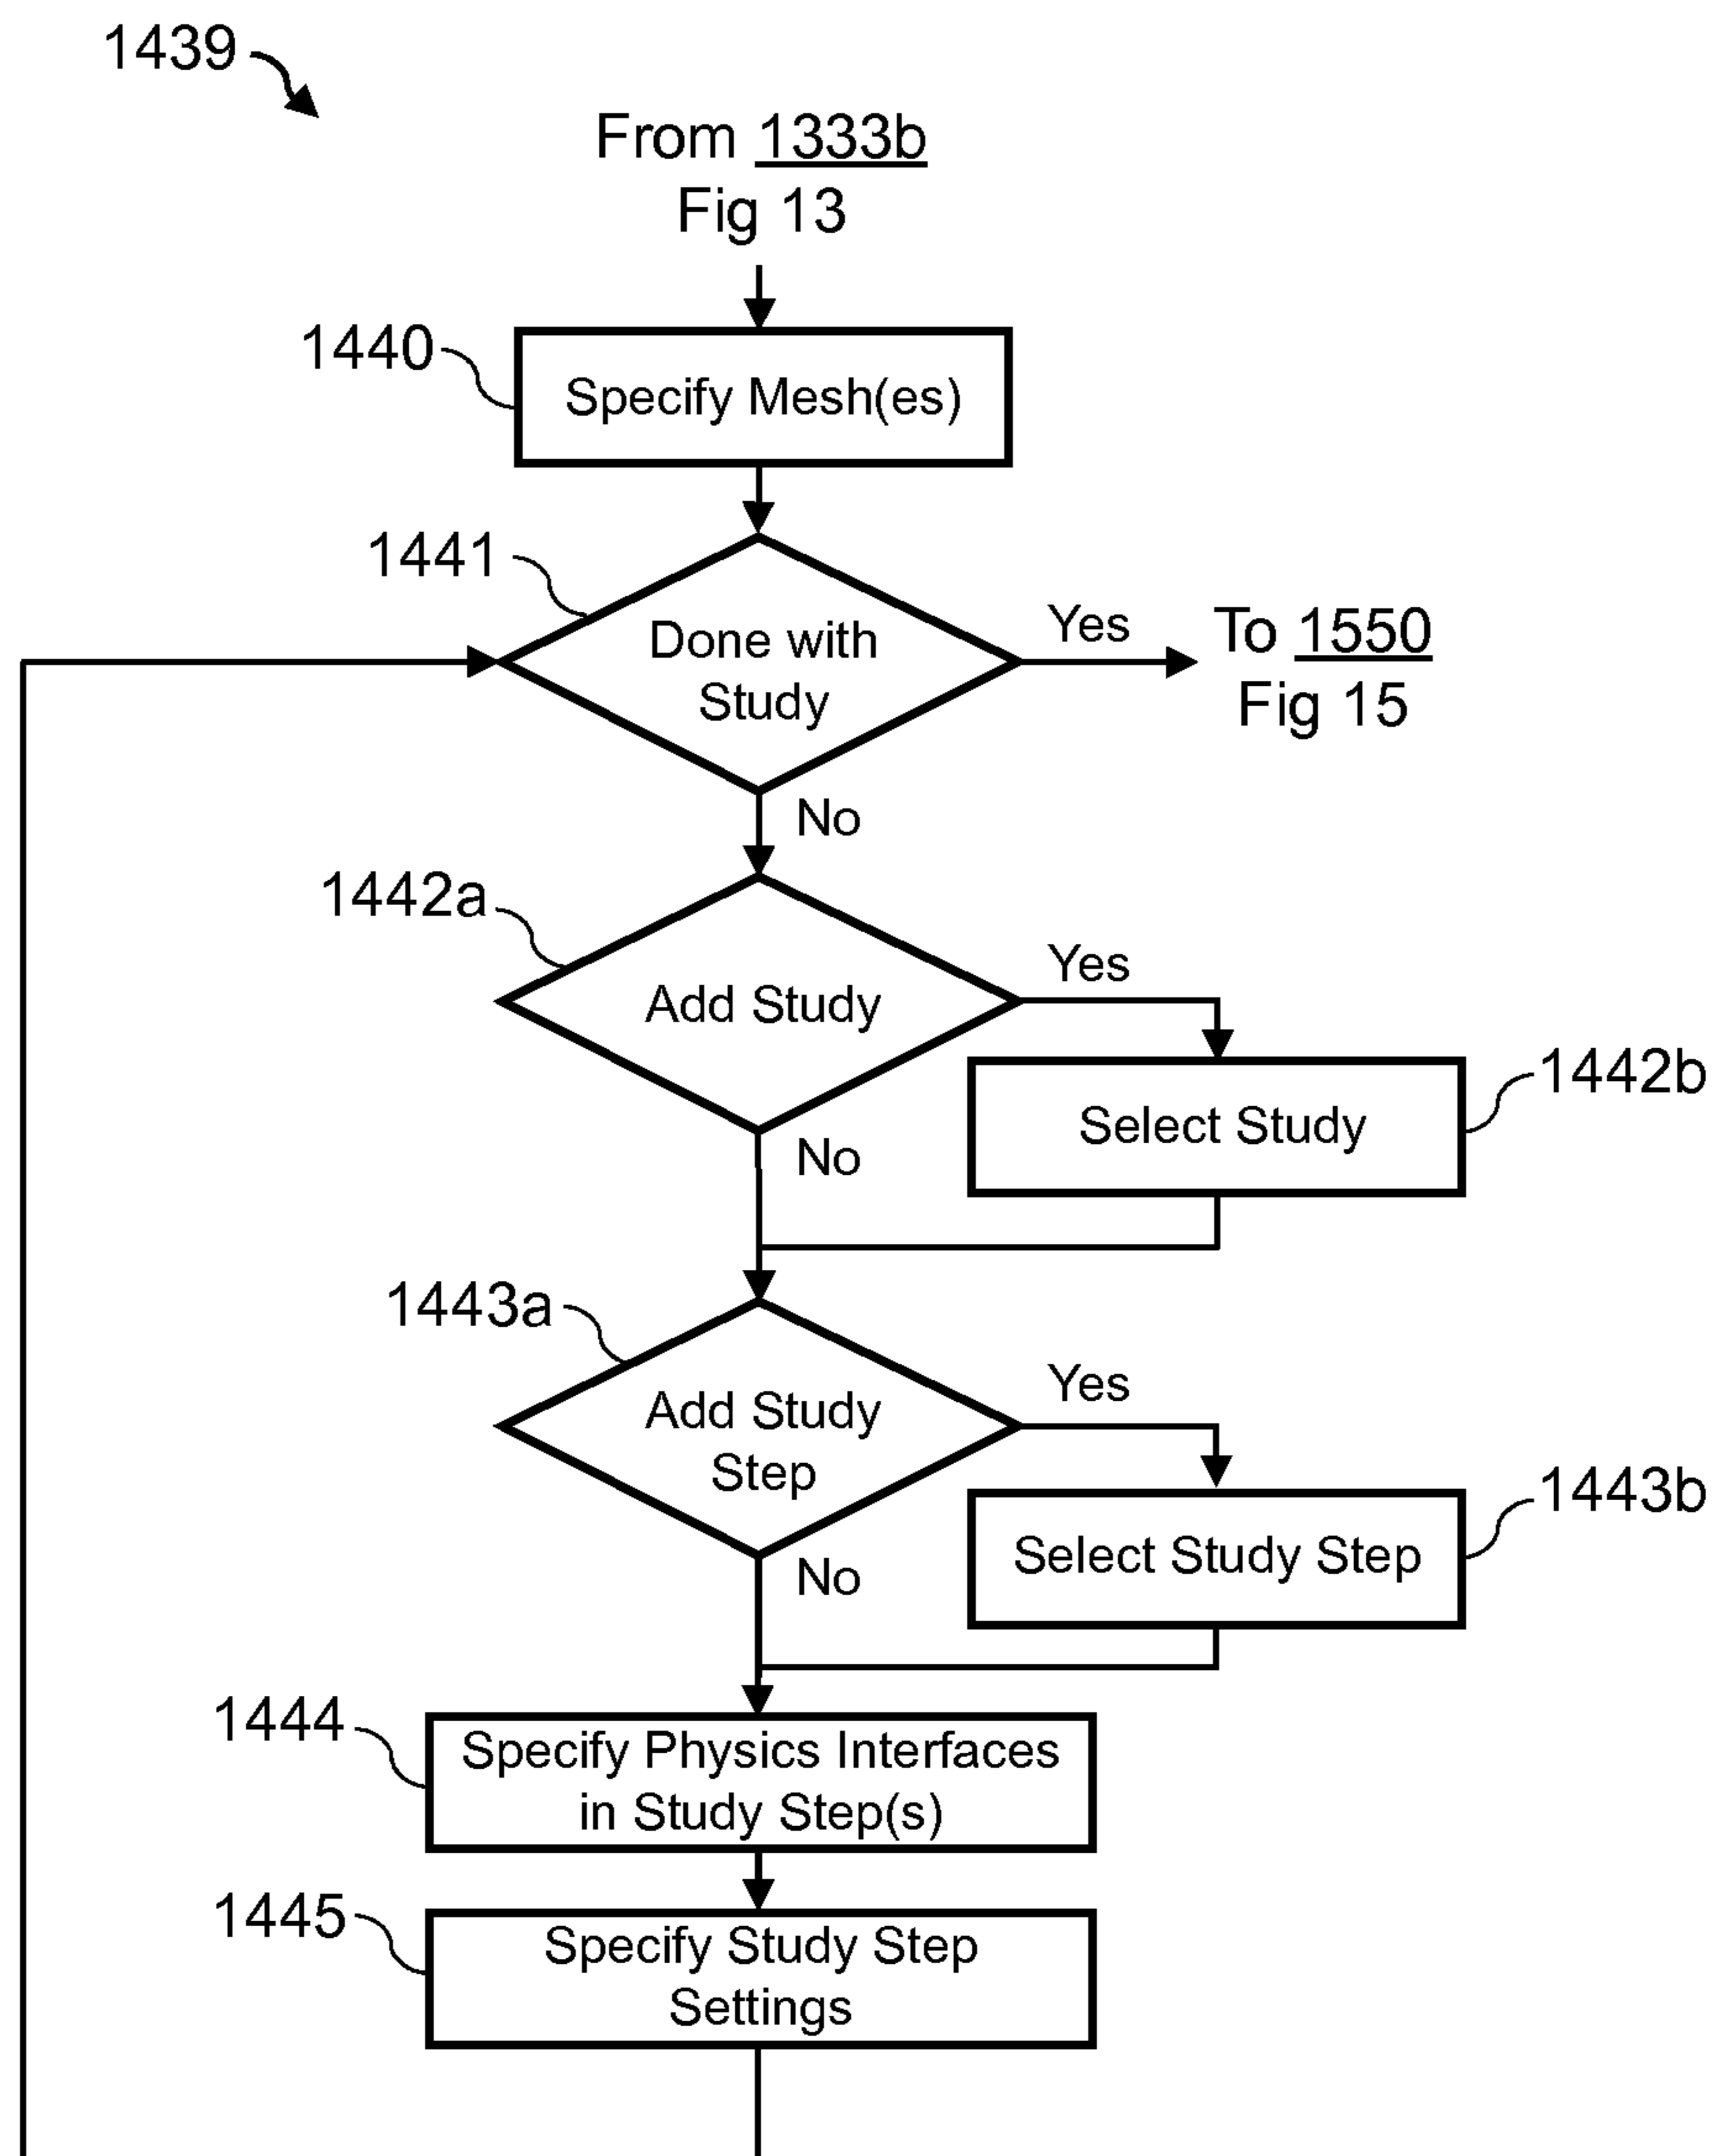 1439
From 1333b
Fig 13
1440
Specify Mesh(es)
1441
Done with
Study
Yes
To 1550
Fig 15
No
1442a
Add Study
Yes
1442b
Select Study
No
1443a
Add Study
Step
Yes
1443b
Select Study Step
No
1444
Specify Physics Interfaces
in Study Step(s)
1445
Specify Study Step
Settings